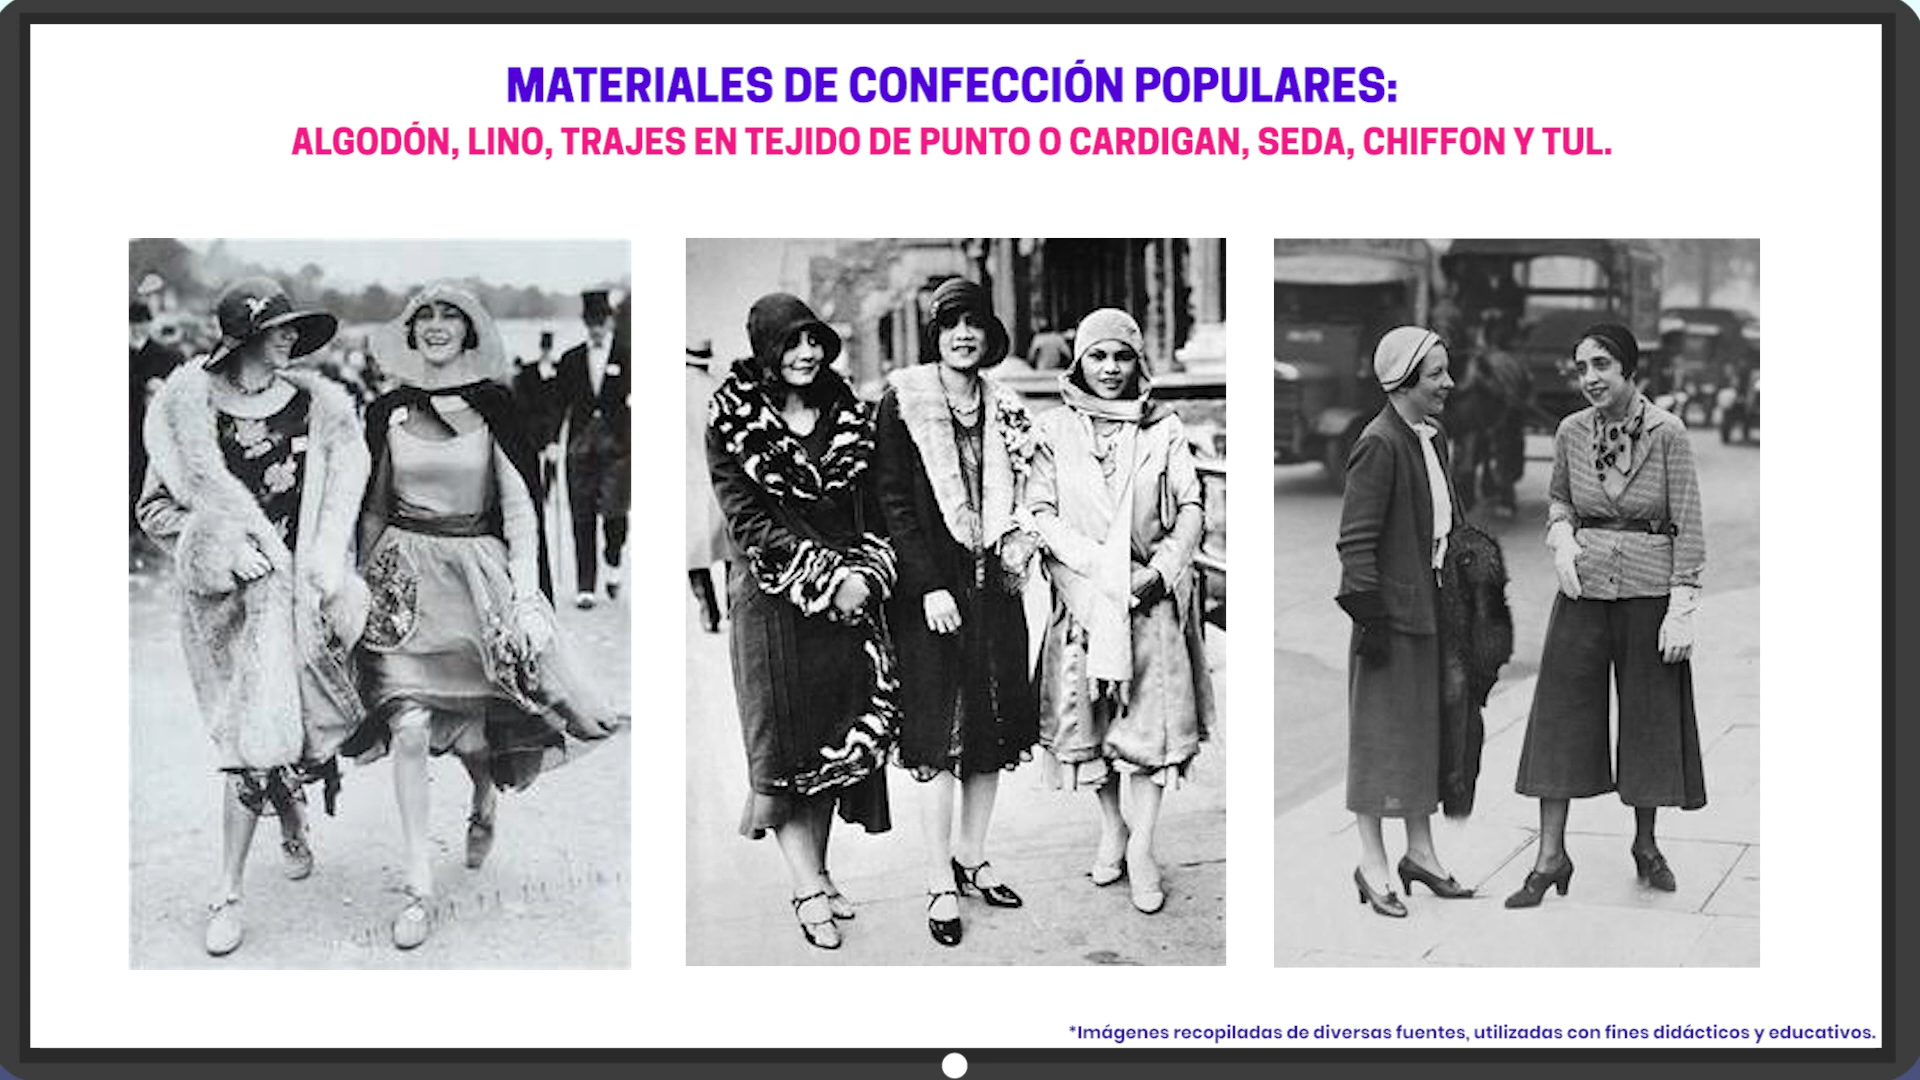 MATERIALES DE CONFECCIÓN POPULARES:
ALGODÓN, LINO, TRAJES EN TEJIDO DE PUNTO O CARDIGAN, SEDA, CHIFFON Y TUL.
*Imágenes recopiladas de diversas fuentes, utilizadas con fines didácticos y educativos.